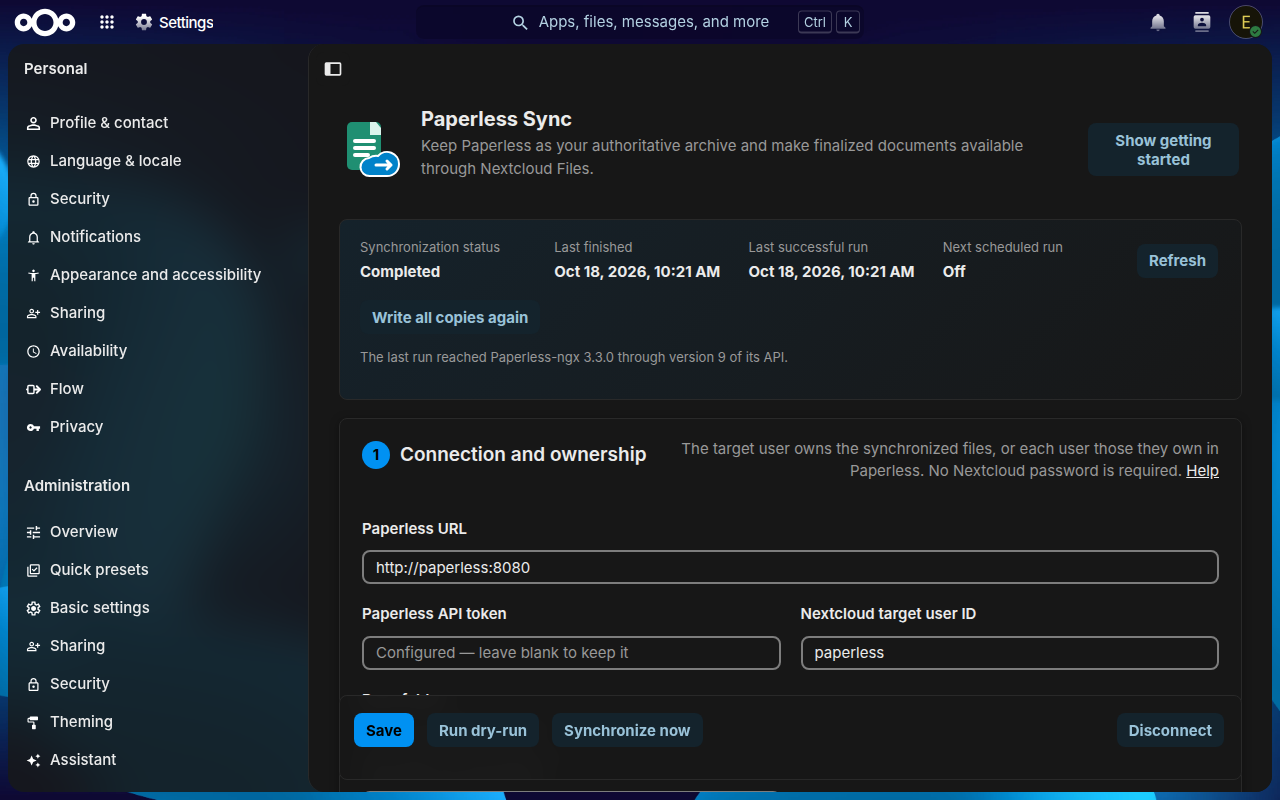 Settings
Apps, files, messages, and more
Ctrl
K
E
Personal
Profile & contact
Language & locale
Security
Notifications
Appearance and accessibility
Sharing
Availability
Flow
Privacy
Administration
Overview
Quick presets
Basic settings
Sharing
Security
Theming
Assistant
Paperless Sync
Keep Paperless as your authoritative archive and make finalized documents available
through Nextcloud Files.
Show getting
started
Synchronization status
Completed
Last finished
Oct 18, 2026, 10:21 AM
Last successful run
Oct 18, 2026, 10:21 AM
Next scheduled run
Off
Refresh
Write all copies again
The last run reached Paperless-ngx 3.3.0 through version 9 of its API.
1
Connection and ownership
The target user owns the synchronized files, or each user those they own in
Paperless. No Nextcloud password is required. Help
Paperless URL
http://paperless:8080
Paperless API token
Configured — leave blank to keep it
Nextcloud target user ID
paperless
Save
Run dry-run
Synchronize now
Disconnect